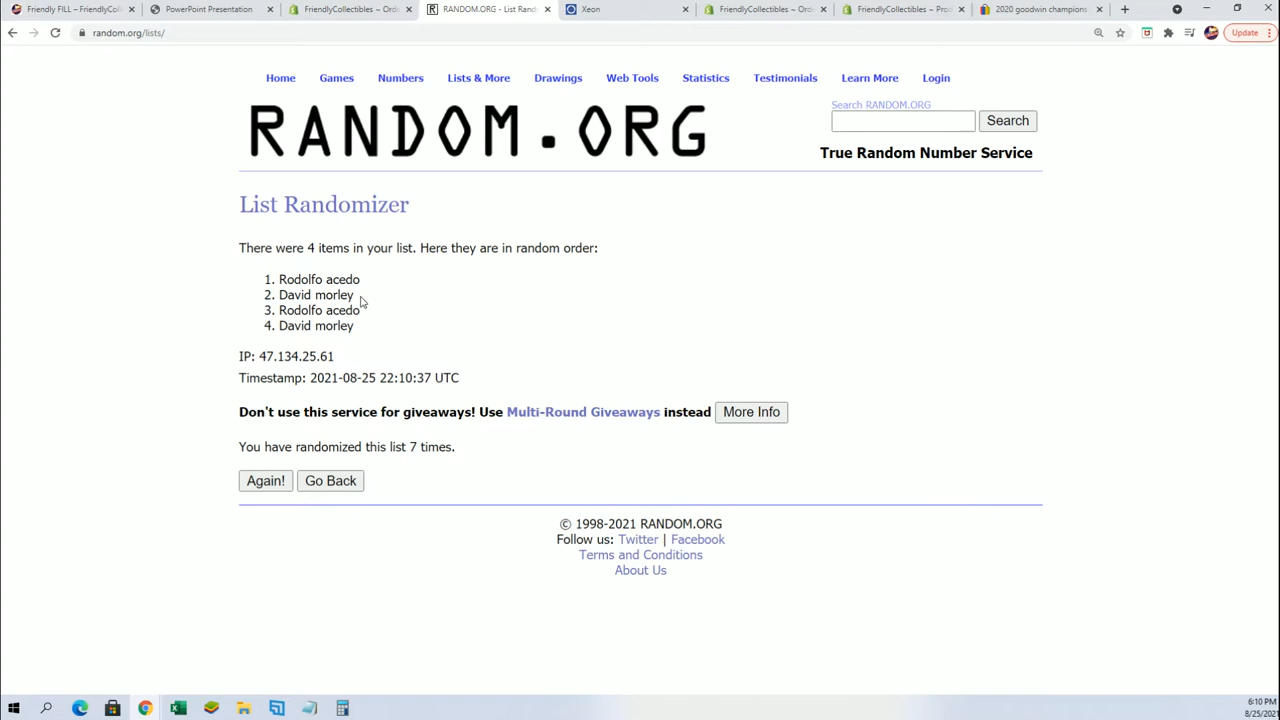 Friendly FILL – FriendlyColl
PowerPoint Presentation
FriendlyCollectibles ~ Orde
RANDOM.ORG - List Rando
Xeon
FriendlyCollectibles ~ Orde
FriendlyCollectibles ~ Prod
2020 goodwin champions
random.org/lists/
Update
Home Games Numbers Lists & More Drawings Web Tools Statistics Testimonials Learn More Login
RANDOM.ORG
Search RANDOM.ORG
Search
True Random Number Service
List Randomizer
There were 4 items in your list. Here they are in random order:
1. Rodolfo acedo
2. David morley
3. Rodolfo acedo
4. David morley
IP: 47.134.25.61
Timestamp: 2021-08-25 22:10:37 UTC
Don't use this service for giveaways! Use Multi-Round Giveaways instead More Info
You have randomized this list 7 times.
Again! Go Back
© 1998-2021 RANDOM.ORG
Follow us: Twitter | Facebook
Terms and Conditions
About Us
6:10 PM
8/25/2021